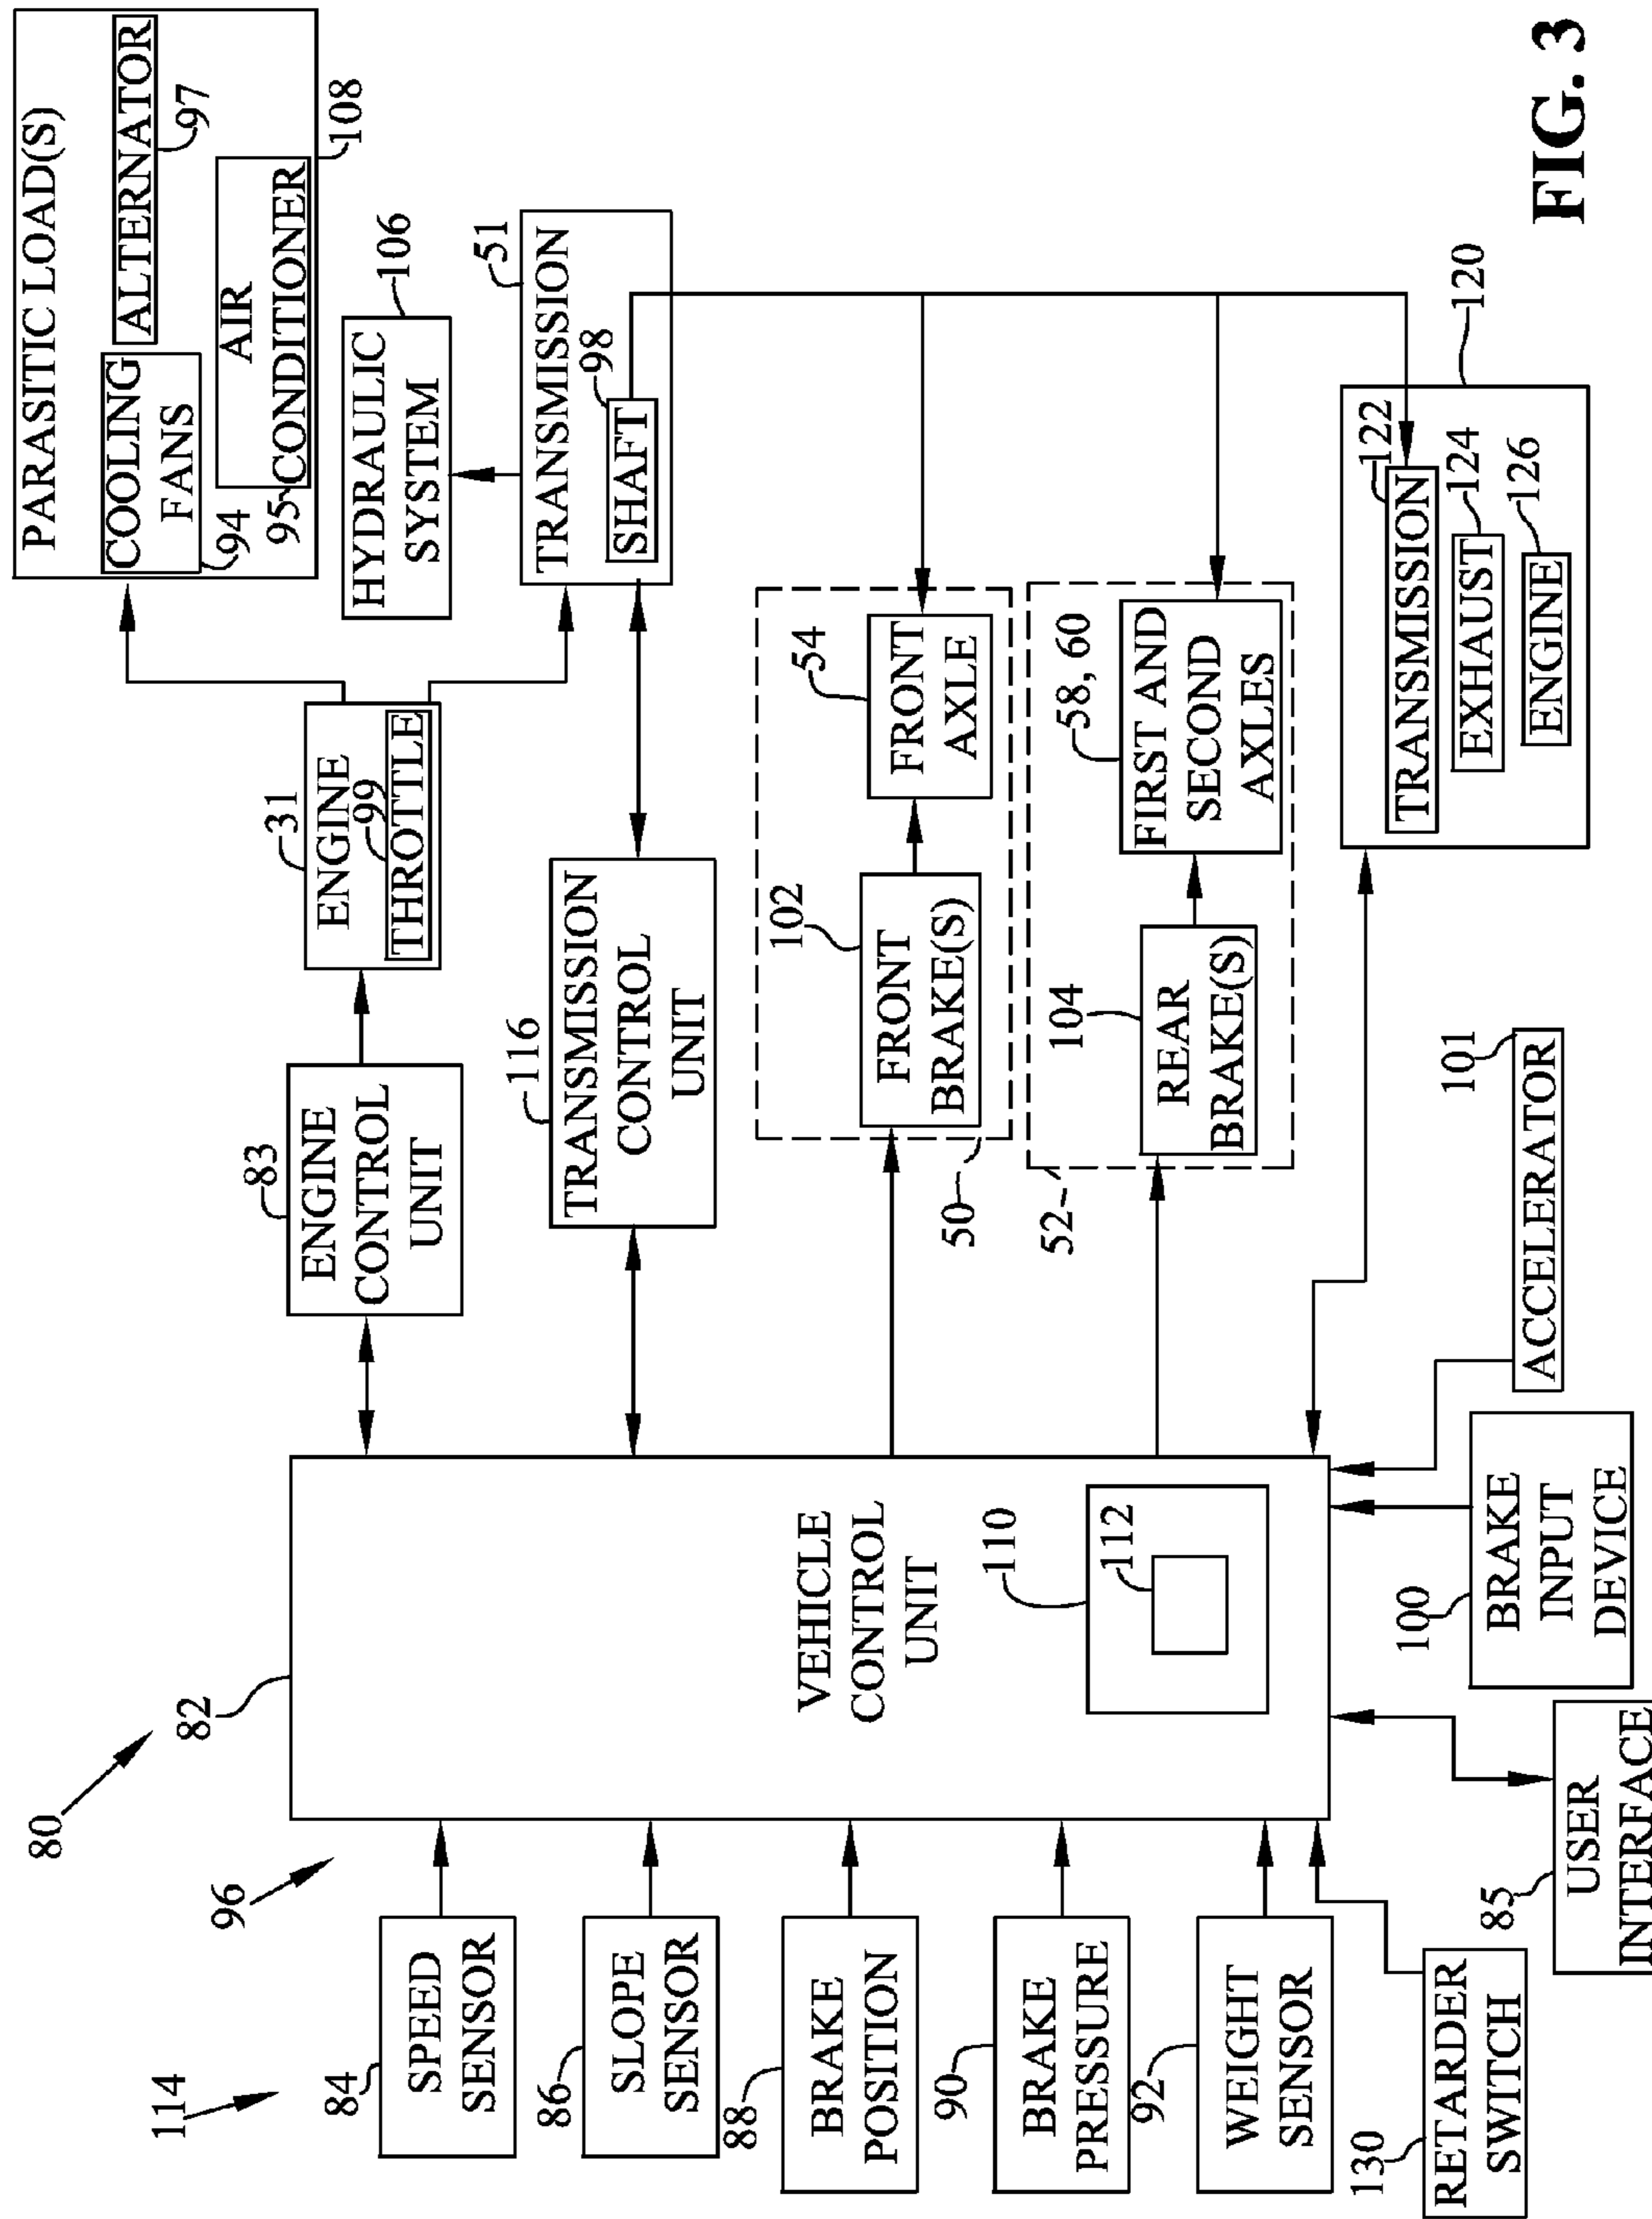 80
114
96
82
84
SPEED
SENSOR
86
SLOPE
SENSOR
88
BRAKE
POSITION
90
BRAKE
PRESSURE
92
WEIGHT
SENSOR
130
RETARDER
SWITCH
85
USER
INTERFACE
VEHICLE
CONTROL
UNIT
110
112
100
BRAKE
INPUT
DEVICE
101
ACCELERATOR
83
ENGINE
CONTROL
UNIT
116
TRANSMISSION
CONTROL
UNIT
31
ENGINE
99
THROTTLE
50
102
FRONT
BRAKE(S)
54
FRONT
AXLE
52
104
REAR
BRAKE(S)
58, 60
FIRST AND
SECOND
AXLES
PARASITIC LOAD(S)
COOLING
FANS
94
ALTERNATOR
97
AIR
CONDITIONER
95
108
HYDRAULIC
SYSTEM
106
TRANSMISSION
51
SHAFT
98
120
TRANSMISSION
122
EXHAUST
124
ENGINE
126
FIG. 3